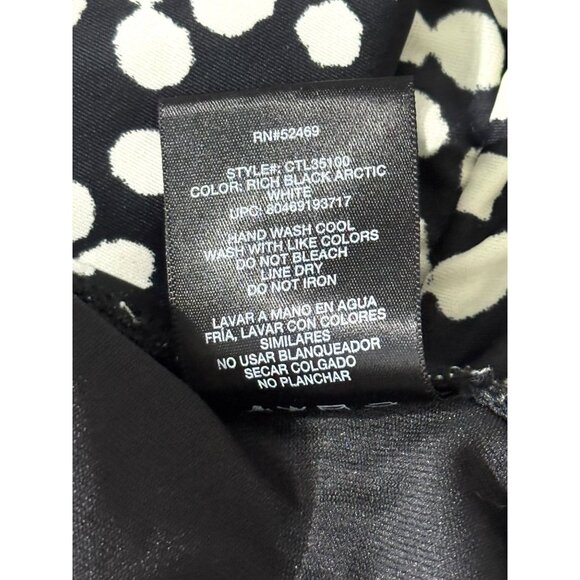 RN#52469
STYLE#: CTL35100
COLOR: RICH BLACK ARCTIC
WHITE
UPC: 80469193717
HAND WASH COOL
WASH WITH LIKE COLORS
DO NOT BLEACH
LINE DRY
DO NOT IRON
LAVAR A MANO EN AGUA
FRIA, LAVAR CON COLORES
SIMILARES
NO USAR BLANQUEADOR
SECAR COLGADO
NO PLANCHAR